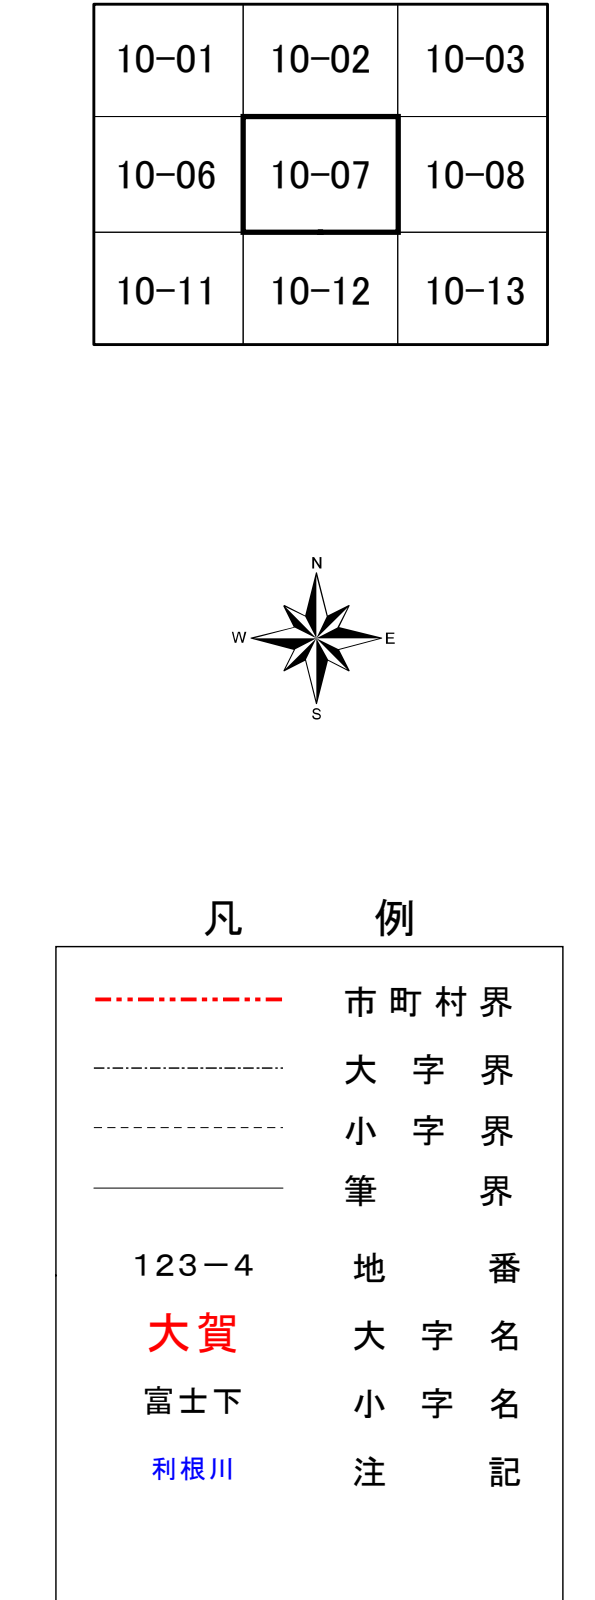 10-01 10-02 10-03
10-06 10-07 10-08
10-11 10-12 10-13
N
W E
S
凡 例
市町村界
大字界
小字界
筆界
123-4 地番
大賀 大字名
富士下 小字名
利根川 注記